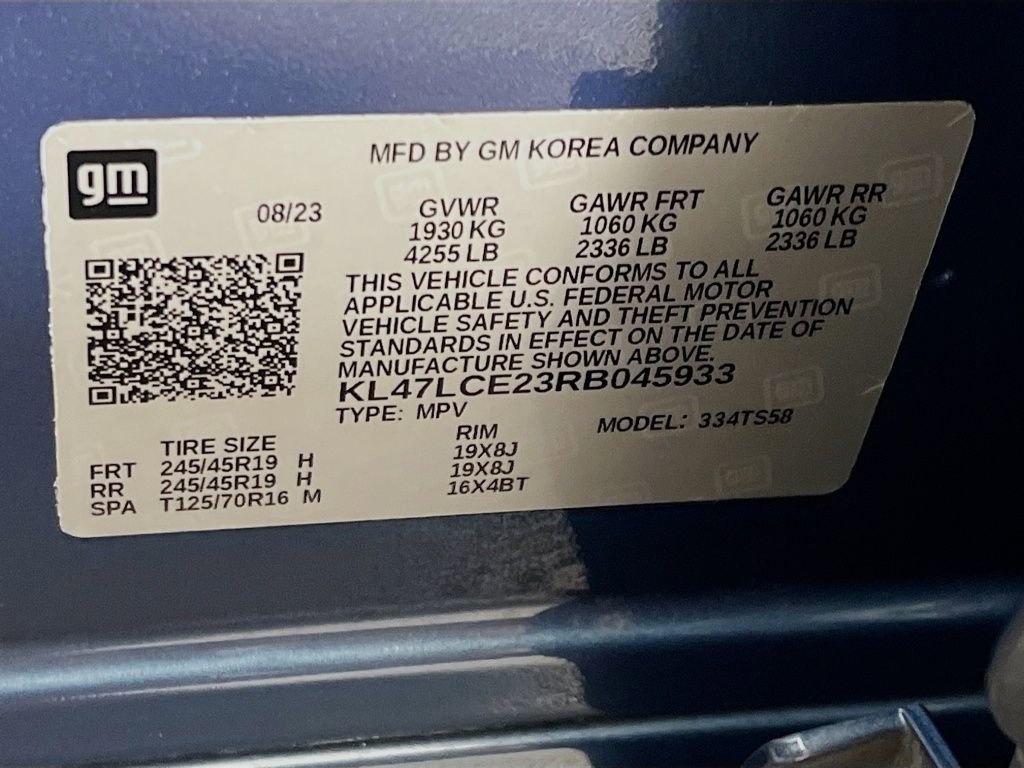 gm
MFD BY GM KOREA COMPANY
08/23
GVWR GAWR FRT GAWR RR
1930 KG 1060 KG 1060 KG
4255 LB 2336 LB 2336 LB
THIS VEHICLE CONFORMS TO ALL
APPLICABLE U.S. FEDERAL MOTOR
VEHICLE SAFETY AND THEFT PREVENTION
STANDARDS IN EFFECT ON THE DATE OF
MANUFACTURE SHOWN ABOVE.
KL47LCE23RB045933
TYPE: MPV MODEL: 334TS58
TIRE SIZE RIM
FRT 245/45R19 H 19X8J
RR 245/45R19 H 19X8J
SPA T125/70R16 M 16X4BT